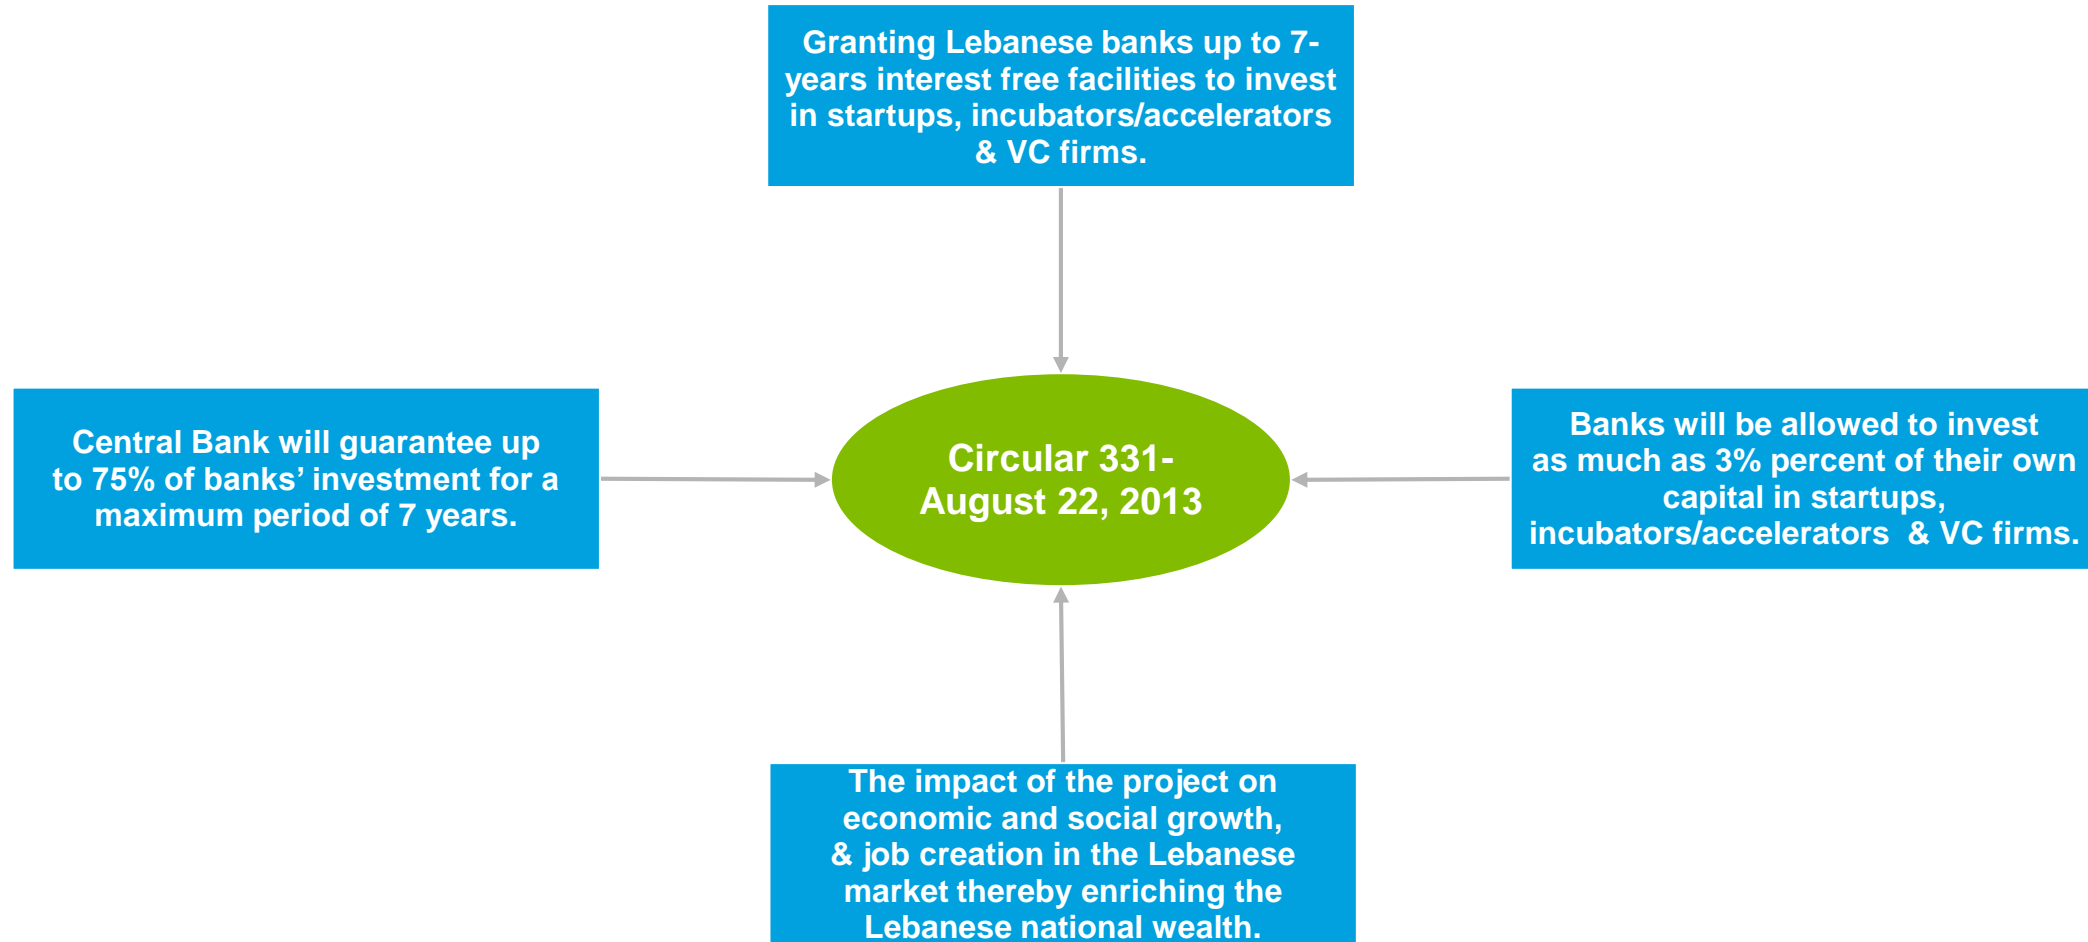 Granting Lebanese banks up to 7-
years interest free facilities to invest
in startups, incubators/accelerators
& VC firms.
Central Bank will guarantee up
to 75% of banks’ investment for a
maximum period of 7 years.
Circular 331-
August 22, 2013
Banks will be allowed to invest
as much as 3% percent of their own
capital in startups,
incubators/accelerators  & VC firms.
The impact of the project on
economic and social growth,
& job creation in the Lebanese
market thereby enriching the
Lebanese national wealth.